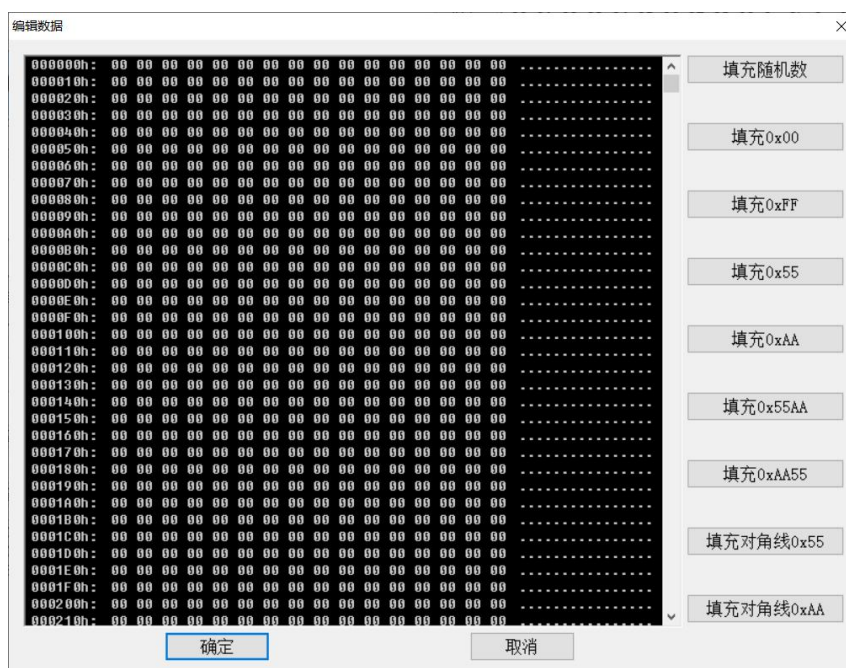 编辑数据
000000h: 00 00 00 00 00 00 00 00 00 00 00 00 00 00 00 00 ................
000010h: 00 00 00 00 00 00 00 00 00 00 00 00 00 00 00 00 ................
000020h: 00 00 00 00 00 00 00 00 00 00 00 00 00 00 00 00 ................
000030h: 00 00 00 00 00 00 00 00 00 00 00 00 00 00 00 00 ................
000040h: 00 00 00 00 00 00 00 00 00 00 00 00 00 00 00 00 ................
000050h: 00 00 00 00 00 00 00 00 00 00 00 00 00 00 00 00 ................
000060h: 00 00 00 00 00 00 00 00 00 00 00 00 00 00 00 00 ................
000070h: 00 00 00 00 00 00 00 00 00 00 00 00 00 00 00 00 ................
000080h: 00 00 00 00 00 00 00 00 00 00 00 00 00 00 00 00 ................
000090h: 00 00 00 00 00 00 00 00 00 00 00 00 00 00 00 00 ................
0000A0h: 00 00 00 00 00 00 00 00 00 00 00 00 00 00 00 00 ................
0000B0h: 00 00 00 00 00 00 00 00 00 00 00 00 00 00 00 00 ................
0000C0h: 00 00 00 00 00 00 00 00 00 00 00 00 00 00 00 00 ................
0000D0h: 00 00 00 00 00 00 00 00 00 00 00 00 00 00 00 00 ................
0000E0h: 00 00 00 00 00 00 00 00 00 00 00 00 00 00 00 00 ................
0000F0h: 00 00 00 00 00 00 00 00 00 00 00 00 00 00 00 00 ................
000100h: 00 00 00 00 00 00 00 00 00 00 00 00 00 00 00 00 ................
000110h: 00 00 00 00 00 00 00 00 00 00 00 00 00 00 00 00 ................
000120h: 00 00 00 00 00 00 00 00 00 00 00 00 00 00 00 00 ................
000130h: 00 00 00 00 00 00 00 00 00 00 00 00 00 00 00 00 ................
000140h: 00 00 00 00 00 00 00 00 00 00 00 00 00 00 00 00 ................
000150h: 00 00 00 00 00 00 00 00 00 00 00 00 00 00 00 00 ................
000160h: 00 00 00 00 00 00 00 00 00 00 00 00 00 00 00 00 ................
000170h: 00 00 00 00 00 00 00 00 00 00 00 00 00 00 00 00 ................
000180h: 00 00 00 00 00 00 00 00 00 00 00 00 00 00 00 00 ................
000190h: 00 00 00 00 00 00 00 00 00 00 00 00 00 00 00 00 ................
0001A0h: 00 00 00 00 00 00 00 00 00 00 00 00 00 00 00 00 ................
0001B0h: 00 00 00 00 00 00 00 00 00 00 00 00 00 00 00 00 ................
0001C0h: 00 00 00 00 00 00 00 00 00 00 00 00 00 00 00 00 ................
0001D0h: 00 00 00 00 00 00 00 00 00 00 00 00 00 00 00 00 ................
0001E0h: 00 00 00 00 00 00 00 00 00 00 00 00 00 00 00 00 ................
0001F0h: 00 00 00 00 00 00 00 00 00 00 00 00 00 00 00 00 ................
000200h: 00 00 00 00 00 00 00 00 00 00 00 00 00 00 00 00 ................
000210h: 00 00 00 00 00 00 00 00 00 00 00 00 00 00 00 00 ................
填充随机数
填充0x00
填充0xFF
填充0x55
填充0xAA
填充0x55AA
填充0xAA55
填充对角线0x55
填充对角线0xAA
确定
取消